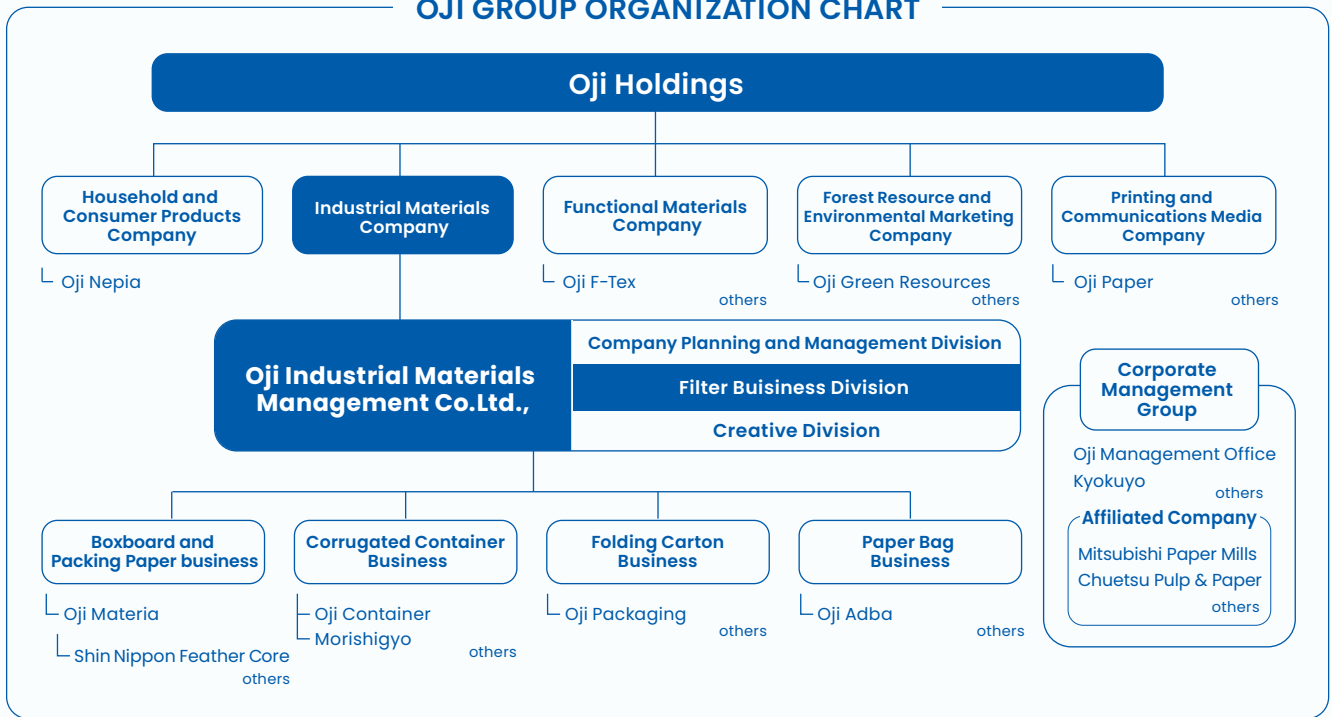 OJI GROUP ORGANIZATION CHART
Oji Holdings
Household and
Consumer Products
Company
Industrial Materials
Company
Functional Materials
Company
Forest Resource and
Environmental Marketing
Company
Printing and
Communications Media
Company
Oji Nepia
Oji F-Tex
others
Oji Green Resources
others
Oji Paper
others
Oji Industrial Materials
Management Co.Ltd.,
Company Planning and Management Division
Filter Buisiness Division
Creative Division
Corporate
Management
Group
Oji Management Office
Kyokuyo
others
Affiliated Company
Mitsubishi Paper Mills
Chuetsu Pulp & Paper
others
Boxboard and
Packing Paper business
Corrugated Container
Business
Folding Carton
Business
Paper Bag
Business
Oji Materia
Shin Nippon Feather Core
others
Oji Container
Morishigyo
others
Oji Packaging
others
Oji Adba
others